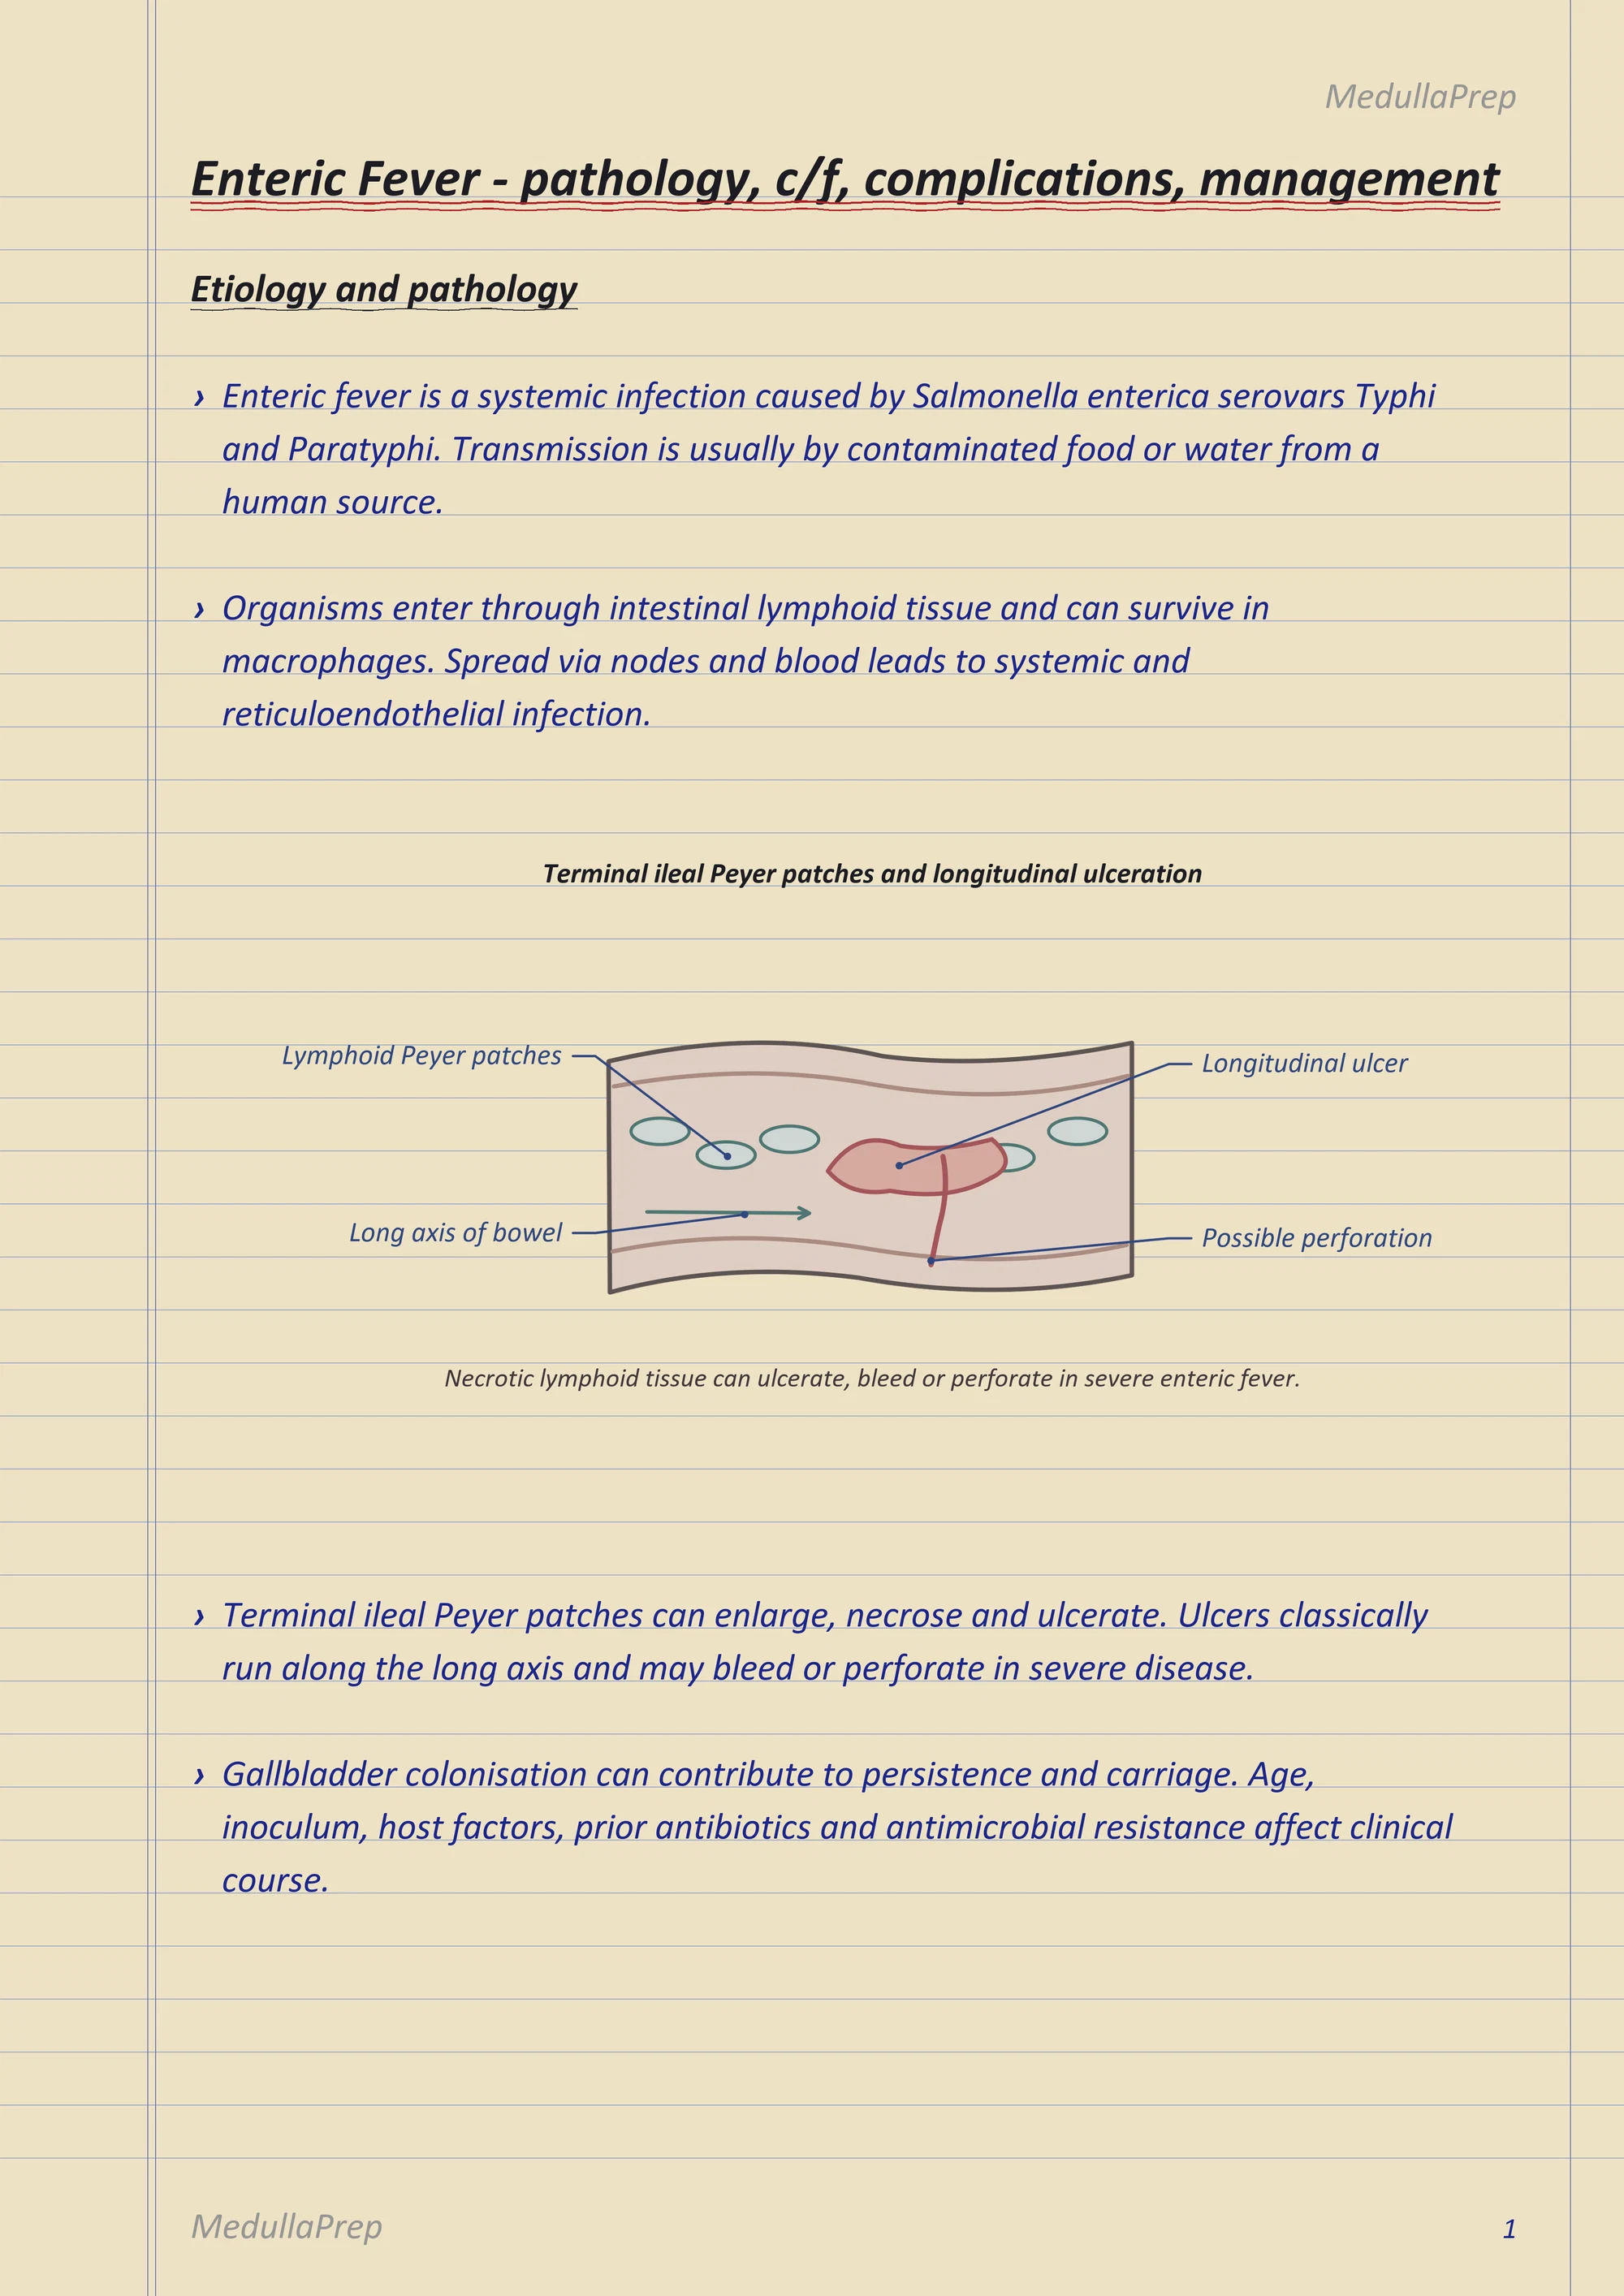 MedullaPrep
Enteric Fever - pathology, c/f, complications, management
Etiology and pathology
› Enteric fever is a systemic infection caused by Salmonella enterica serovars Typhi
and Paratyphi. Transmission is usually by contaminated food or water from a
human source.
› Organisms enter through intestinal lymphoid tissue and can survive in
macrophages. Spread via nodes and blood leads to systemic and
reticuloendothelial infection.
Terminal ileal Peyer patches and longitudinal ulceration
Lymphoid Peyer patches
Longitudinal ulcer
Long axis of bowel
Possible perforation
Necrotic lymphoid tissue can ulcerate, bleed or perforate in severe enteric fever.
› Terminal ileal Peyer patches can enlarge, necrose and ulcerate. Ulcers classically
run along the long axis and may bleed or perforate in severe disease.
› Gallbladder colonisation can contribute to persistence and carriage. Age,
inoculum, host factors, prior antibiotics and antimicrobial resistance affect clinical
course.
MedullaPrep
1